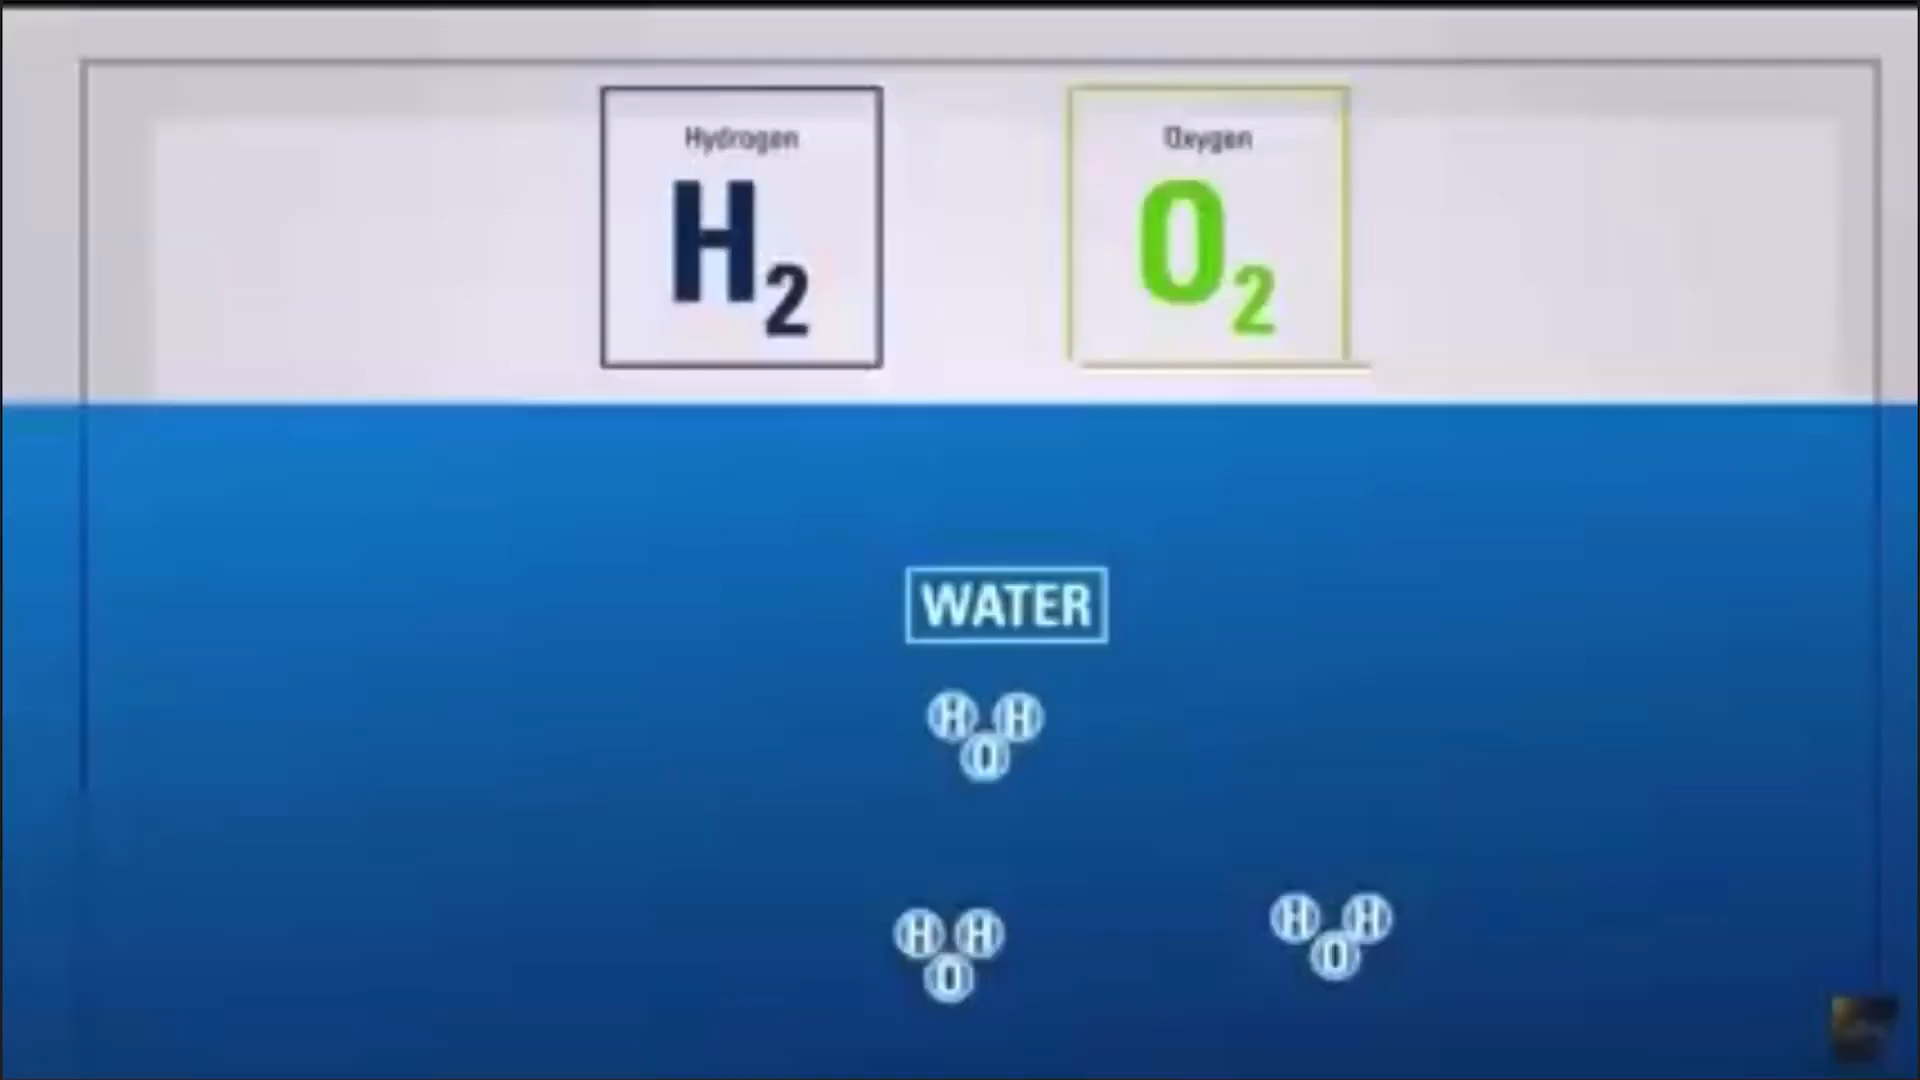 Hydrogen
H2
Oxygen
O2
WATER
H H
O
H H
O
H H
O